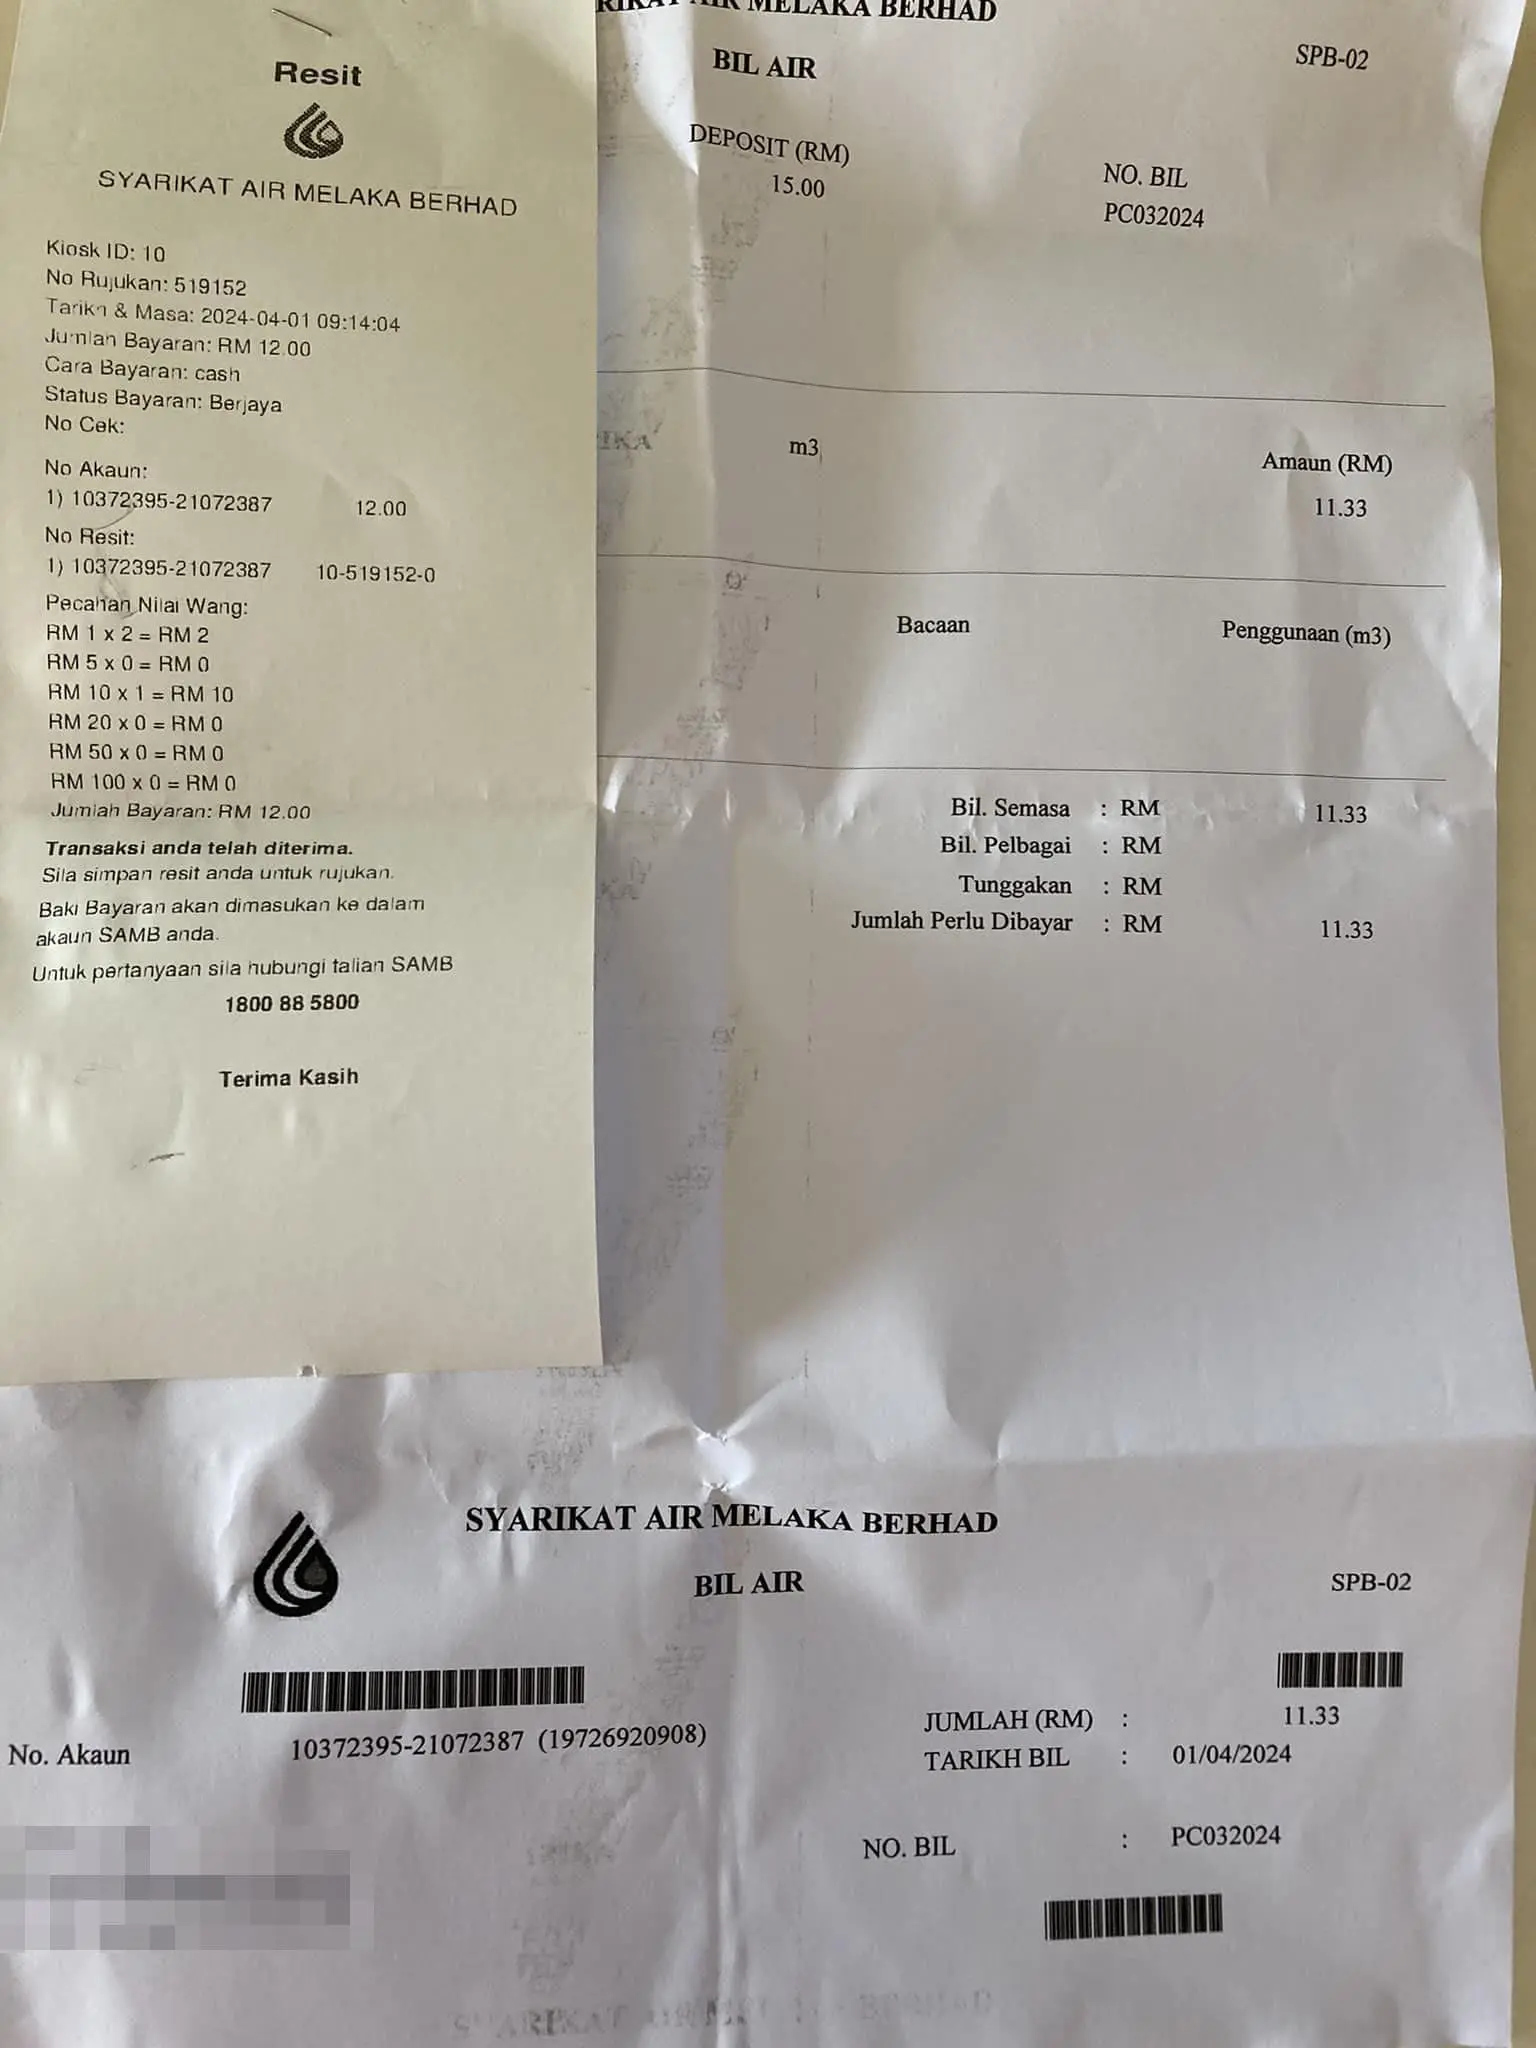 Resit
SYARIKAT AIR MELAKA BERHAD
Kiosk ID: 10
No Rujukan: 519152
Tarikh & Masa: 2024-04-01 09:14:04
Jumlah Bayaran: RM 12.00
Cara Bayaran: cash
Status Bayaran: Berjaya
No Cek:
No Akaun:
1) 10372395-21072387 12.00
No Resit:
1) 10372395-21072387 10-519152-0
Pecahan Nilai Wang:
RM 1 x 2 = RM 2
RM 5 x 0 = RM 0
RM 10 x 1 = RM 10
RM 20 x 0 = RM 0
RM 50 x 0 = RM 0
RM 100 x 0 = RM 0
Jumlah Bayaran: RM 12.00
Transaksi anda telah diterima.
Sila simpan resit anda untuk rujukan.
Baki Bayaran akan dimasukan ke dalam
akaun SAMB anda.
Untuk pertanyaan sila hubungi talian SAMB
1800 88 5800
Terima Kasih
AIR MELAKA BERHAD
BIL AIR SPB-02
DEPOSIT (RM) NO. BIL
15.00 PC032024
m3 Amaun (RM)
11.33
Bacaan Penggunaan (m3)
Bil. Semasa : RM 11.33
Bil. Pelbagai : RM
Tunggakan : RM
Jumlah Perlu Dibayar : RM 11.33
SYARIKAT AIR MELAKA BERHAD
BIL AIR SPB-02
No. Akaun 10372395-21072387 (19726920908)
JUMLAH (RM) : 11.33
TARIKH BIL : 01/04/2024
NO. BIL : PC032024